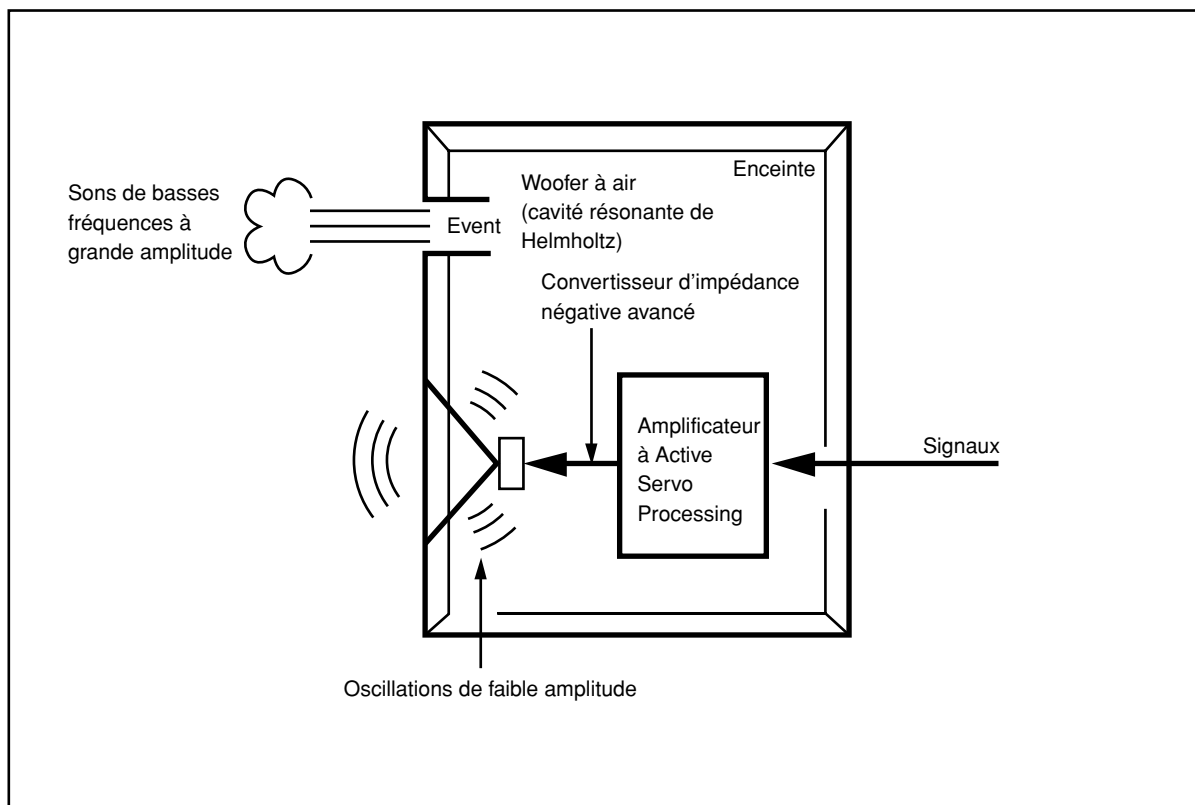 Enceinte
Sons de basses
fréquences à
grande amplitude
Event
Woofer à air
(cavité résonante de
Helmholtz)
Convertisseur d'impédance
négative avancé
Amplificateur
à Active
Servo
Processing
Signaux
Oscillations de faible amplitude